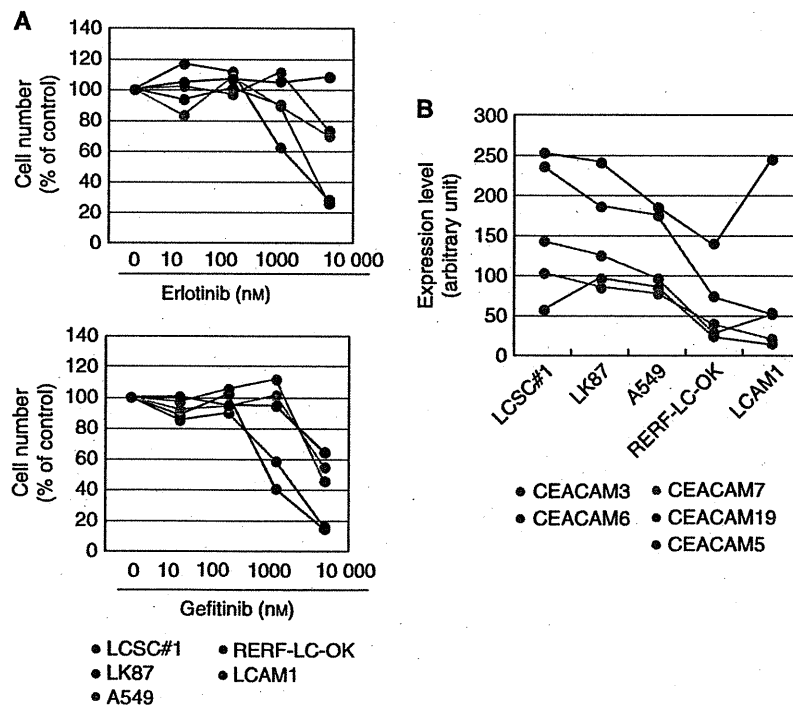 A
140
120
100
80
60
40
20
0
Cell number
(% of control)
0 10 100 1000 10 000
Erlotinib (nM)
140
120
100
80
60
40
20
0
Cell number
(% of control)
0 10 100 1000 10 000
Gefitinib (nM)
LCSC#1
LK87
A549
RERF-LC-OK
LCAM1
B
300
250
200
150
100
50
0
Expression level
(arbitrary unit)
LCSC#1
LK87
A549
RERF-LC-OK
LCAM1
CEACAM3
CEACAM6
CEACAM7
CEACAM19
CEACAM5